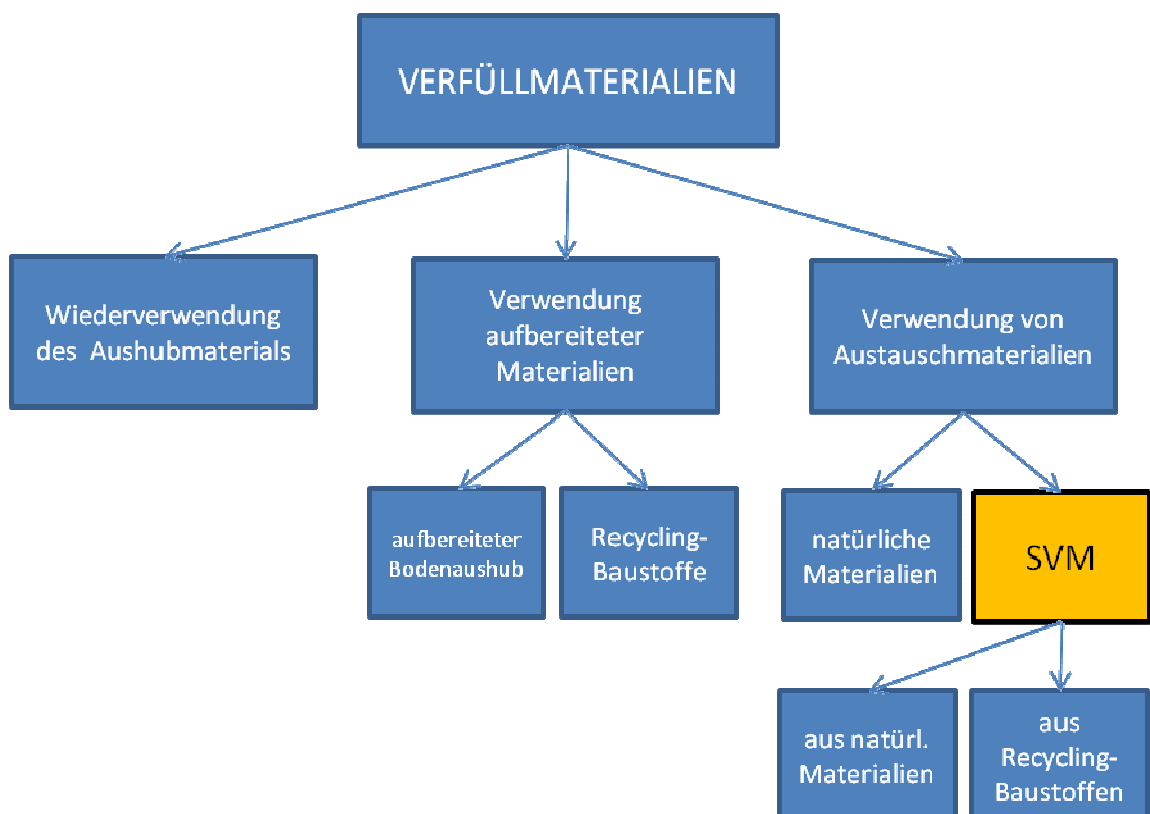 VERFÜLLMATERIALIEN
Wiederverwendung
des Aushubmaterials
Verwendung
aufbereiteter
Materialien
Verwendung von
Austauschmaterialien
aufbereiteter
Bodenaushub
Recycling-
Baustoffe
natürliche
Materialien
SVM
aus natürl.
Materialien
aus
Recycling-
Baustoffen